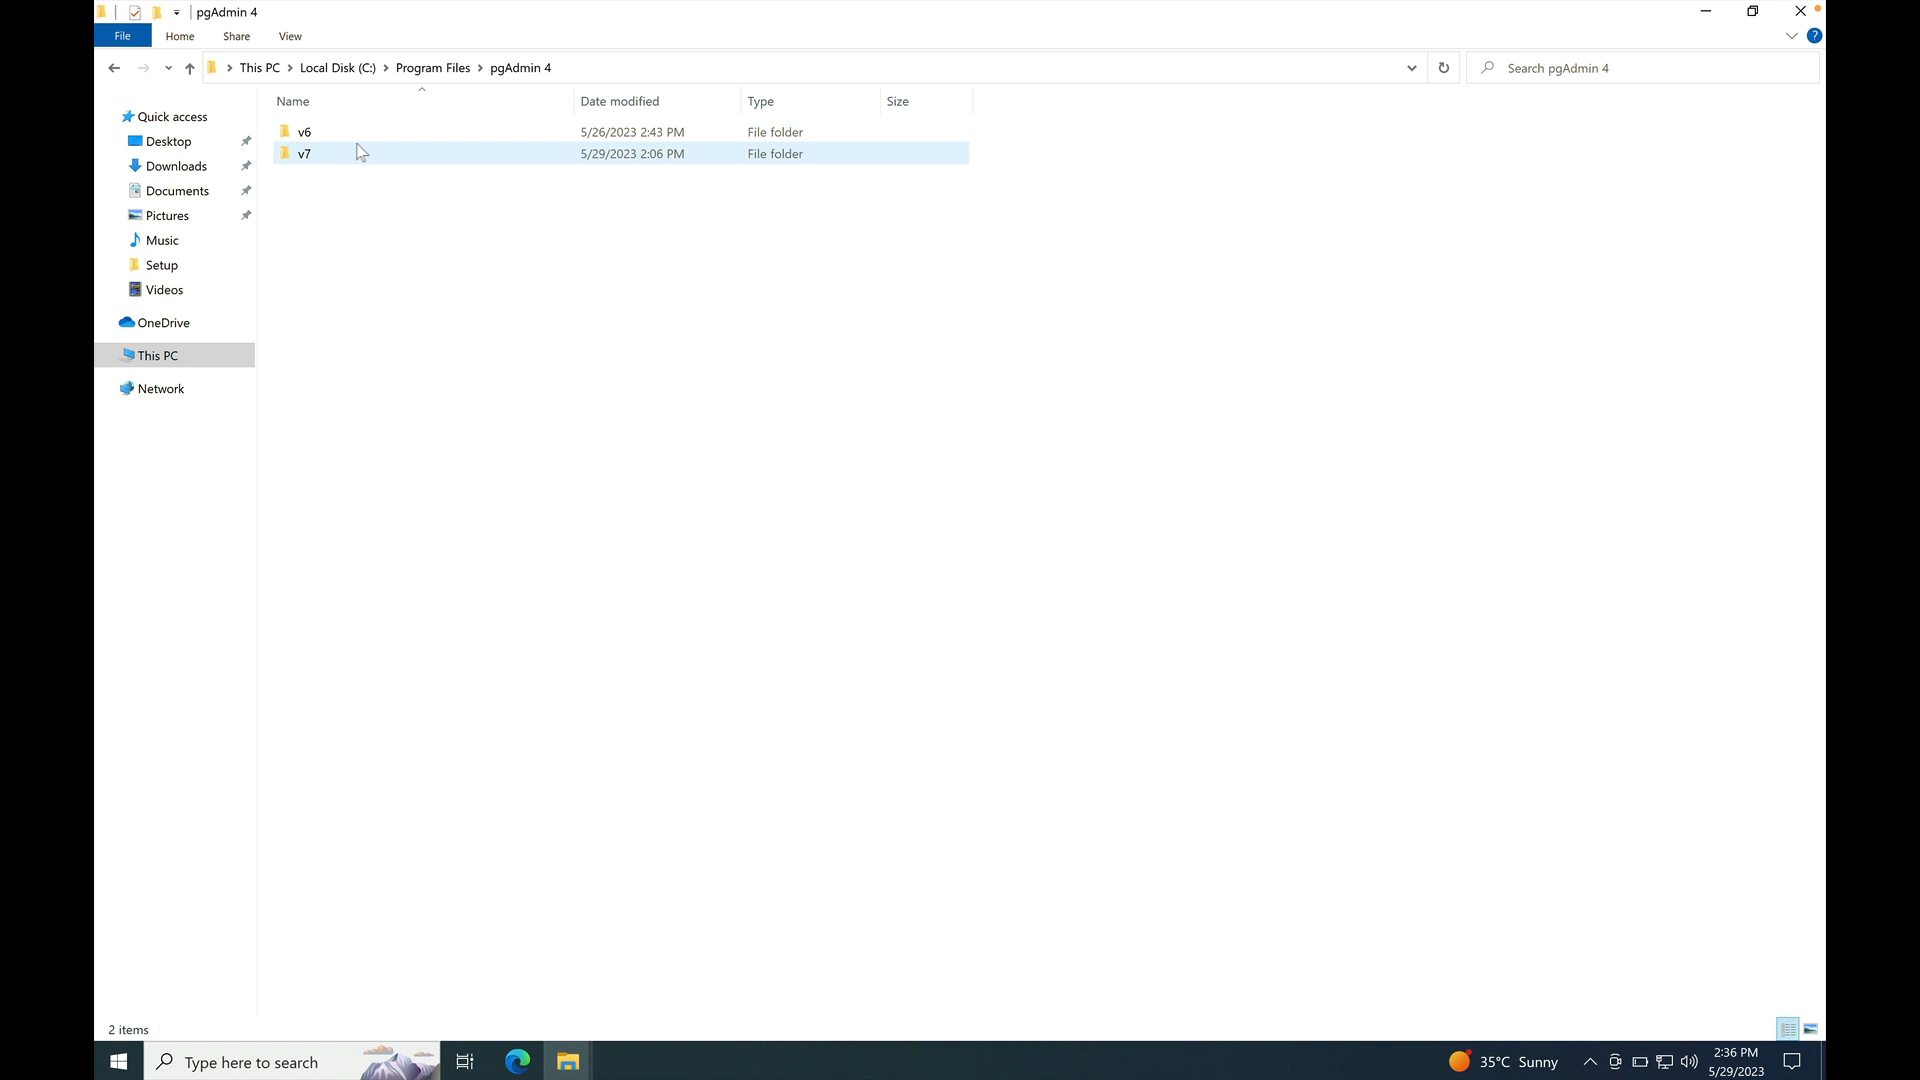 pgAdmin 4
File Home Share View
This PC Local Disk (C:) Program Files pgAdmin 4
Search pgAdmin 4
Name Date modified Type Size
v6 5/26/2023 2:43 PM File folder
v7 5/29/2023 2:06 PM File folder
Quick access
Desktop
Downloads
Documents
Pictures
Music
Setup
Videos
OneDrive
This PC
Network
2 items
Type here to search
35°C Sunny
2:36 PM
5/29/2023